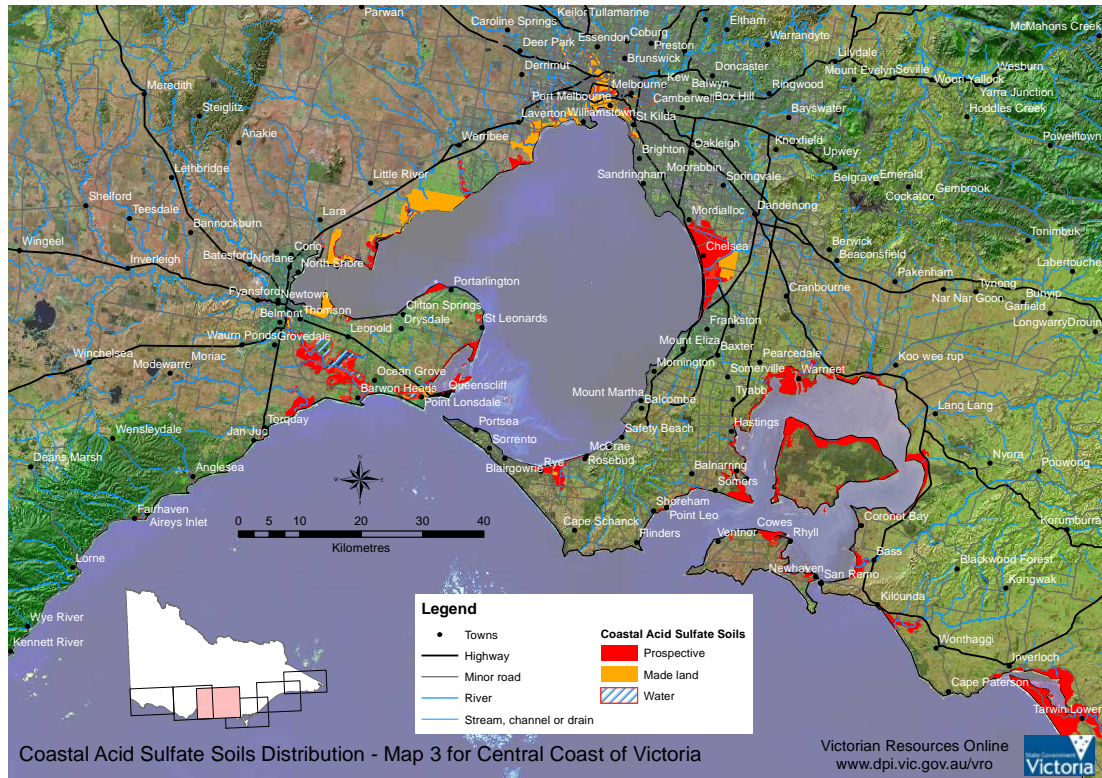 Parwan
Caroline Springs
Keilor
Tullamarine
Eltham
McMahons Creek
Essendon
Coburg
Warrandyte
Deer Park
Preston
Lilydale
Brunswick
Wesburn
Derrimut
Doncaster
Mount Evelyn
Seville
Woori Yallock
Kew
Balwyn
Meredith
Melbourne
Ringwood
Yarra Junction
Port Melbourne
Camberwell
Box Hill
Steiglitz
Hoddles Creek
Laverton
Williamstown
St Kilda
Bayswater
Anakie
Werribee
Powelltown
Brighton
Oakleigh
Knoxfield
Upwey
Lethbridge
Moorabbin
Belgrave
Emerald
Little River
Sandringham
Springvale
Cockatoo
Gembrook
Shelford
Teesdale
Lara
Mordialloc
Dandenong
Bannockburn
Tonimbuk
Wingeel
Batesford
Corio
Chelsea
Berwick
Inverleigh
Norlane
North Shore
Beaconsfield
Labertouche
Portarlington
Pakenham
Tynong
Fyansford
Newtown
Cranbourne
Nar Nar Goon
Bunyip
Thomson
Clifton Springs
Garfield
Belmont
Drysdale
St Leonards
Longwarry
Drouin
Waurn Ponds
Grovedale
Leopold
Frankston
Winchelsea
Moriac
Mount Eliza
Baxter
Modewarre
Ocean Grove
Mornington
Pearcedale
Koo wee rup
Somerville
Warneet
Barwon Heads
Queenscliff
Mount Martha
Tyabb
Point Lonsdale
Balcombe
Torquay
Lang Lang
Wensleydale
Jan Juc
Portsea
Safety Beach
Hastings
Sorrento
McCrae
Deans Marsh
Nyora
Anglesea
Blairgowrie
Rye
Rosebud
Balnarring
Poowong
Somers
Shoreham
Fairhaven
Point Leo
Aireys Inlet
Cape Schanck
Flinders
Cowes
Coronet Bay
Korumburra
Ventnor
Rhyll
Bass
Lorne
Blackwood Forest
Newhaven
San Remo
Kongwak
Kilcunda
Wye River
Wonthaggi
Kennett River
Inverloch
Cape Paterson
Tarwin Lower
N
W
E
S
0 10 20 30 40
Kilometres
Legend
Towns
Highway
Minor road
River
Stream, channel or drain
Coastal Acid Sulfate Soils
Prospective
Made land
Water
Coastal Acid Sulfate Soils Distribution - Map 3 for Central Coast of Victoria
Victorian Resources Online
www.dpi.vic.gov.au/vro
State Government
Victoria